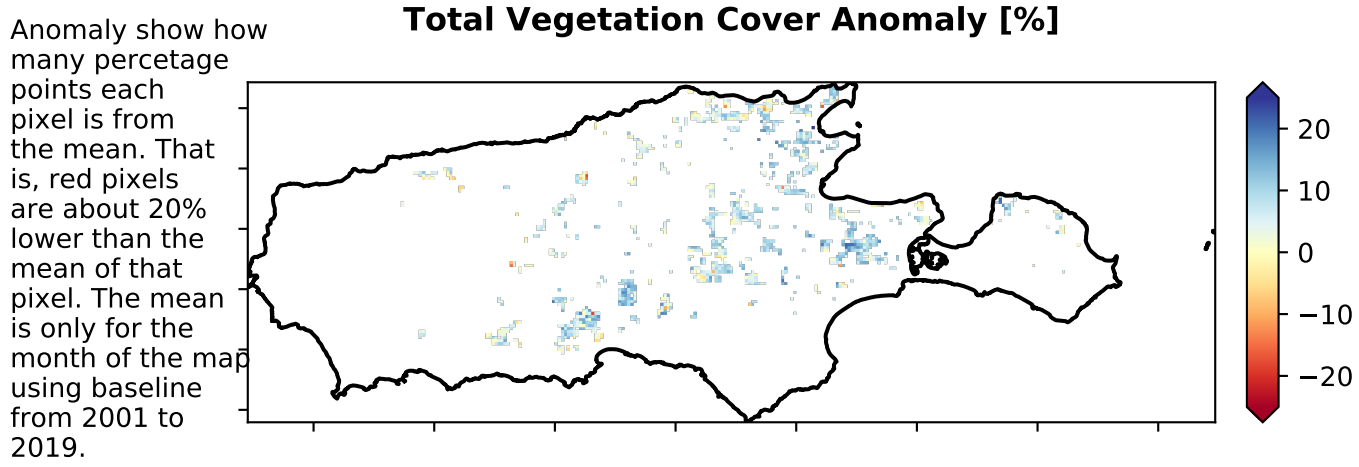 Total Vegetation Cover Anomaly [%]
Anomaly show how
many percetage
points each
pixel is from
the mean. That
is, red pixels
are about 20%
lower than the
mean of that
pixel. The mean
is only for the
month of the map
using baseline
from 2001 to
2019.
20
10
0
−10
−20